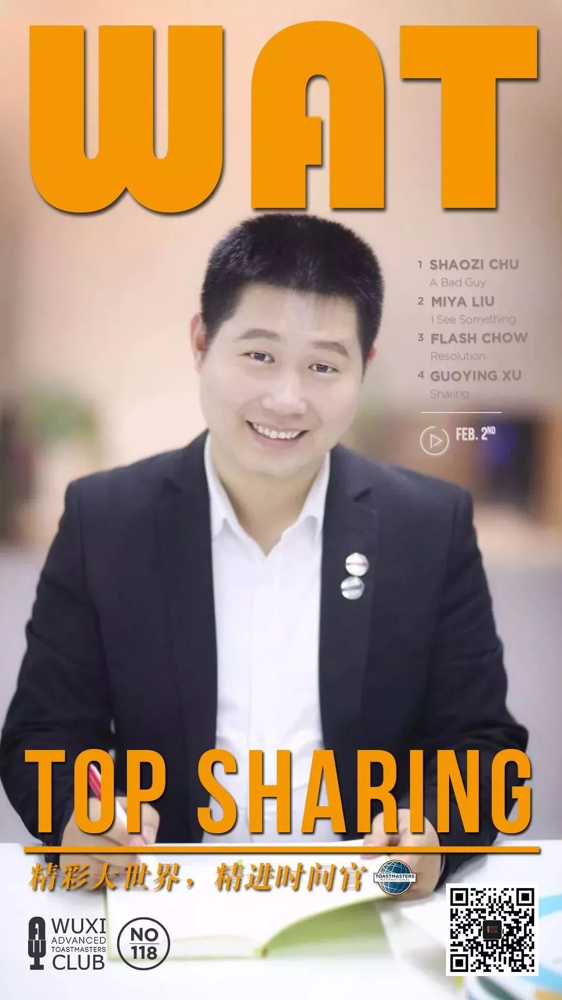 WAT
1 SHAOZI CHU
A Bad Guy
2 MIYA LIU
I See Something
3 FLASH CHOW
Resolution
4 GUOYING XU
Sharing
FEB. 2ND
TOP SHARING
精彩大世界，精进时间官
TOASTMASTERS
INTERNATIONAL
WUXI
ADVANCED
TOASTMASTERS
CLUB
NO
118